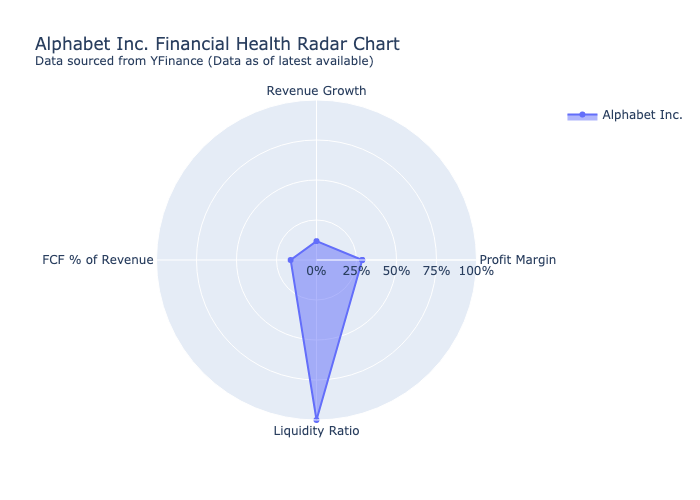 Alphabet Inc. Financial Health Radar Chart
Data sourced from YFinance (Data as of latest available)
Revenue Growth
Alphabet Inc.
FCF % of Revenue
Profit Margin
0% 25% 50% 75% 100%
Liquidity Ratio